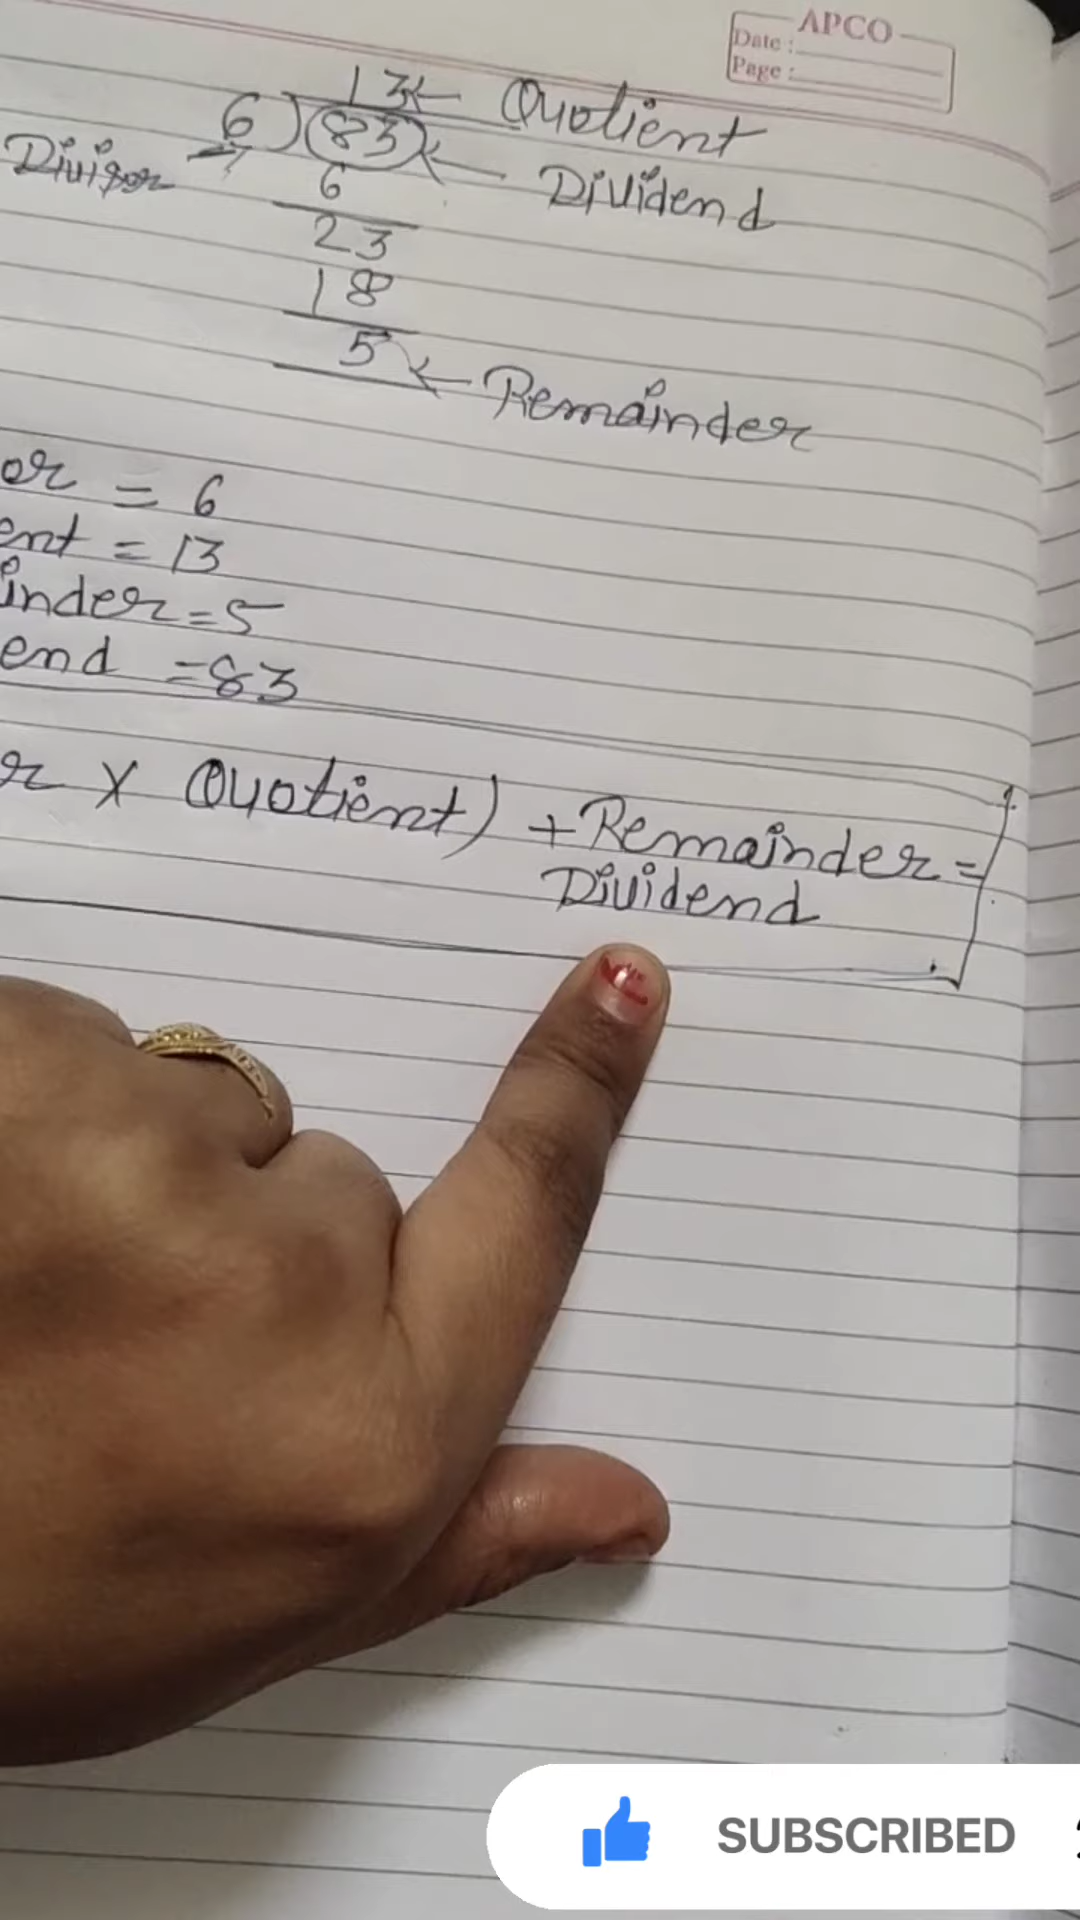 APCO
Date :
Page :
13 ← Quotient
6 ) 83 ← Dividend
Divisor →
6
23
18
5 ← Remainder
or = 6
ent = 13
inder = 5
end = 83
r X Quotient) + Remainder =
Dividend
SUBSCRIBED